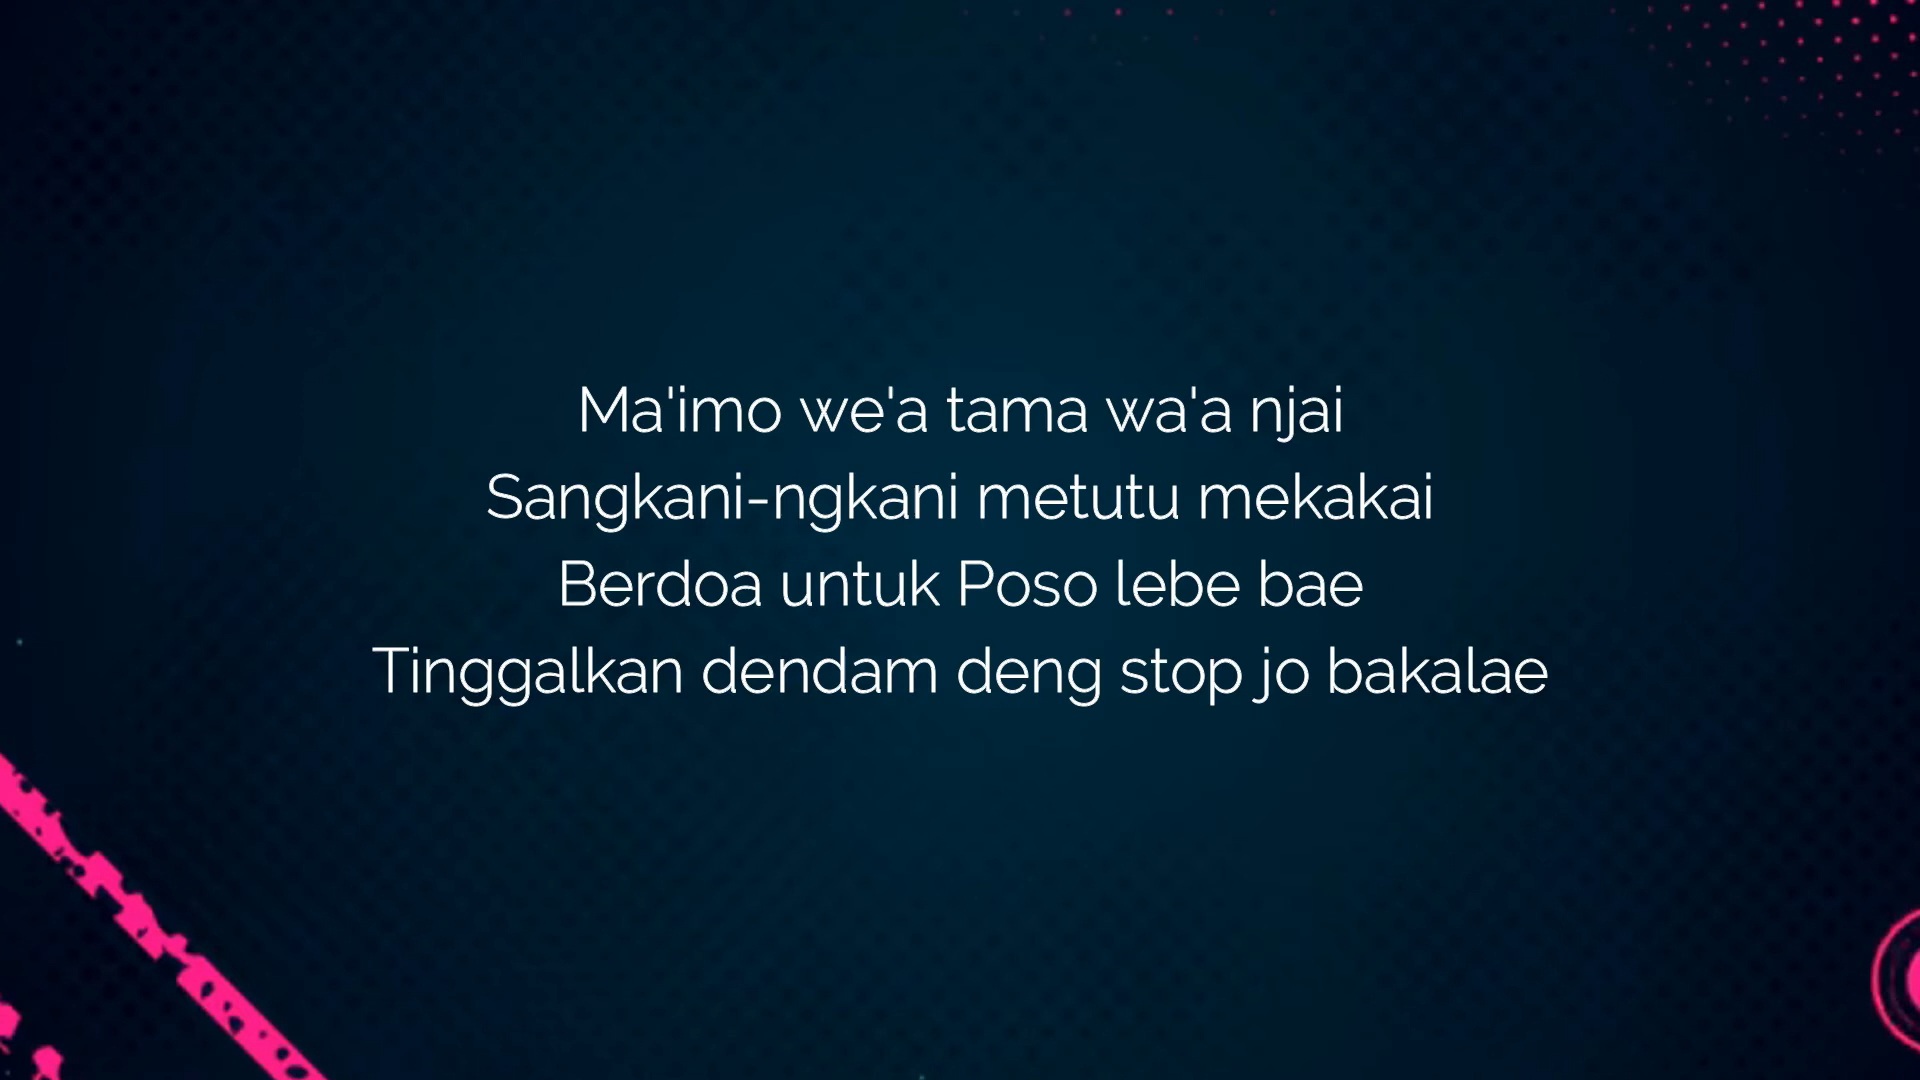 Ma'imo we'a tama wa'a njai
Sangkani-ngkani metutu mekakai
Berdoa untuk Poso lebe bae
Tinggalkan dendam deng stop jo bakalae